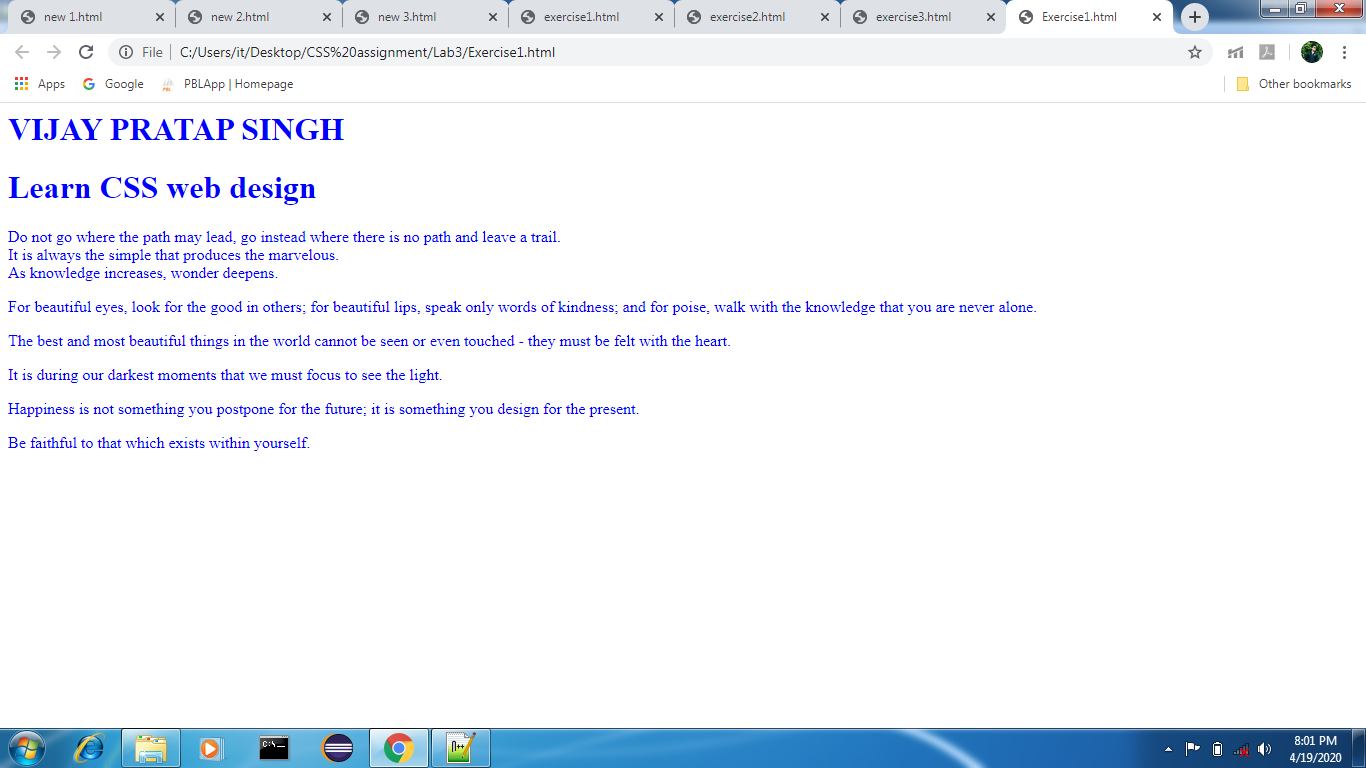 new 1.html
new 2.html
new 3.html
exercise1.html
exercise2.html
exercise3.html
Exercise1.html
File | C:/Users/it/Desktop/CSS%20assignment/Lab3/Exercise1.html
Apps Google PBL PBLApp | Homepage Other bookmarks
VIJAY PRATAP SINGH
Learn CSS web design
Do not go where the path may lead, go instead where there is no path and leave a trail.
It is always the simple that produces the marvelous.
As knowledge increases, wonder deepens.
For beautiful eyes, look for the good in others; for beautiful lips, speak only words of kindness; and for poise, walk with the knowledge that you are never alone.
The best and most beautiful things in the world cannot be seen or even touched - they must be felt with the heart.
It is during our darkest moments that we must focus to see the light.
Happiness is not something you postpone for the future; it is something you design for the present.
Be faithful to that which exists within yourself.
C:\
8:01 PM
4/19/2020